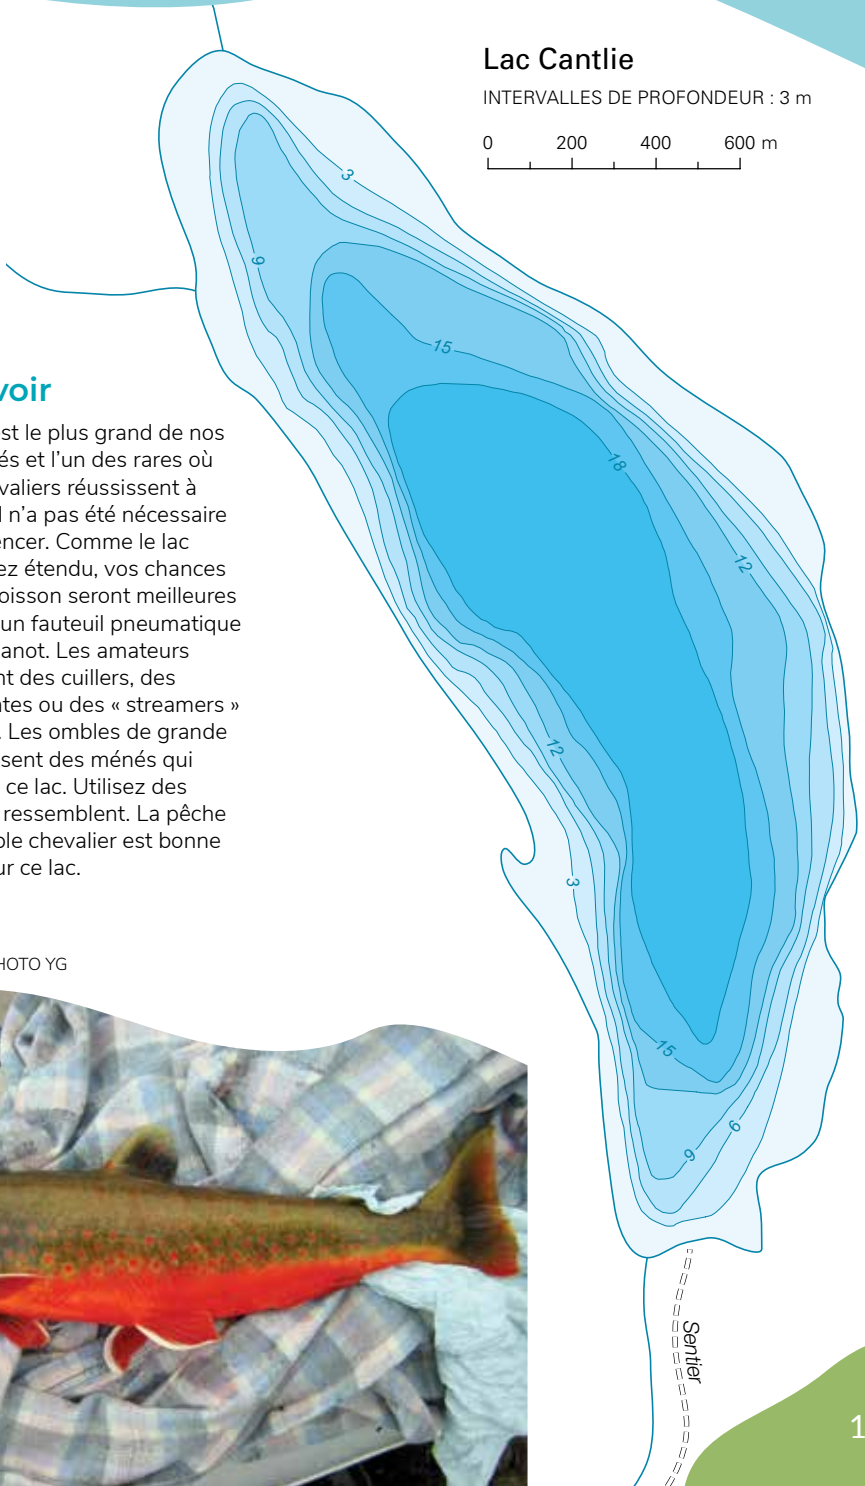 Lac Cantlie
INTERVALLES DE PROFONDEUR : 3 m
0 200 400 600 m
3
9
15
18
12
12
3
15
6
9
Sentier
voir
st le plus grand de nos
és et l'un des rares où
valiers réussissent à
l n'a pas été nécessaire
encer. Comme le lac
ez étendu, vos chances
oisson seront meilleures
un fauteuil pneumatique
anot. Les amateurs
nt des cuillers, des
tes ou des « streamers »
. Les ombles de grande
sent des ménés qui
ce lac. Utilisez des
ressemblent. La pêche
ble chevalier est bonne
ur ce lac.
HOTO YG
1